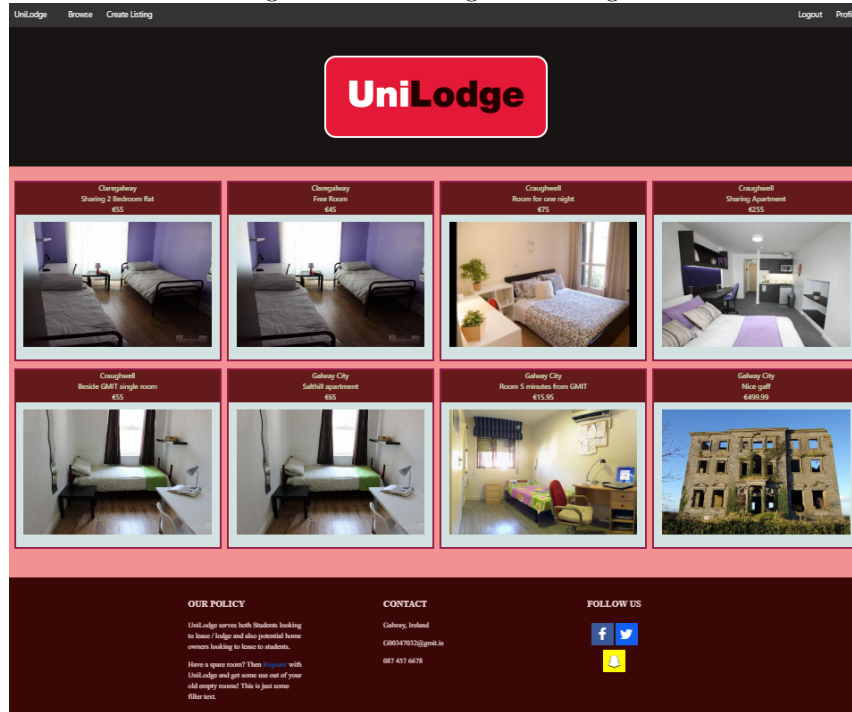 UniLodge Browse Create Listing Logout Profi
UniLodge
Claregalway
Sharing 2 Bedroom flat
€55
Claregalway
Free Room
€45
Craughwell
Room for one night
€75
Craughwell
Sharing Apartment
€255
Craughwell
Beside GMIT single room
€55
Galway City
Salthill apartment
€65
Galway City
Room 5 minutes from GMIT
€15.95
Galway City
Nice gaff
€499.99
OUR POLICY
UniLodge serves both Students looking
to lease / lodge and also potential home
owners looking to lease to students.
Have a spare room? Then Register with
UniLodge and get some use out of your
old empty rooms! This is just some
filler text.
CONTACT
Galway, Ireland
G00347032@gmit.ie
087 457 6678
FOLLOW US